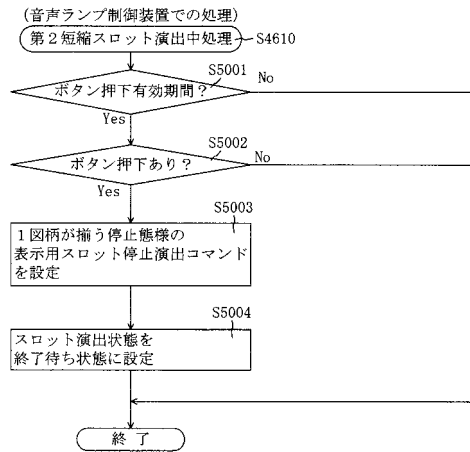 (音声ランプ制御装置での処理)
第2短縮スロット演出中処理
S4610
S5001
ボタン押下有効期間?
No
Yes
S5002
ボタン押下あり?
No
Yes
S5003
1図柄が揃う停止態様の
表示用スロット停止演出コマンド
を設定
S5004
スロット演出状態を
終了待ち状態に設定
終了